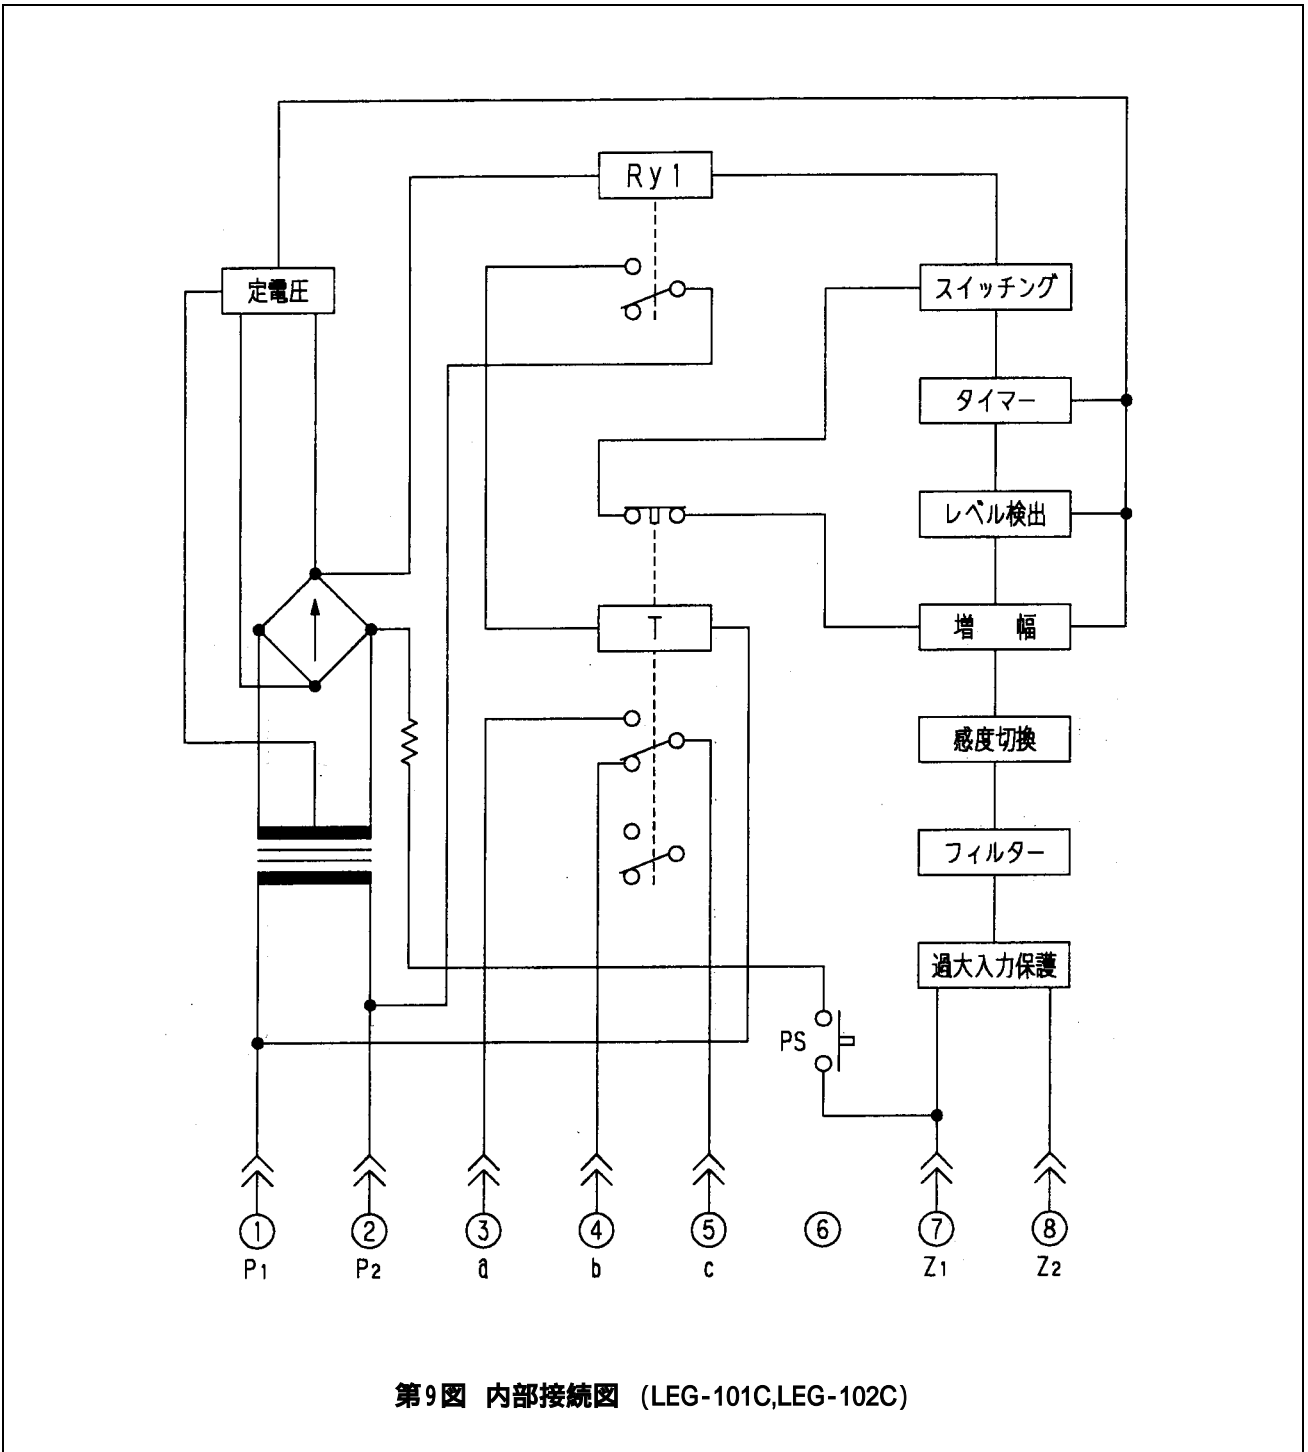 Ry1
定電圧
スイッチング
タイマー
レベル検出
T
増 幅
感度切換
フィルター
過大入力保護
PS
① ② ③ ④ ⑤ ⑥ ⑦ ⑧
P1 P2 a b c Z1 Z2
第9図 内部接続図 (LEG-101C,LEG-102C)